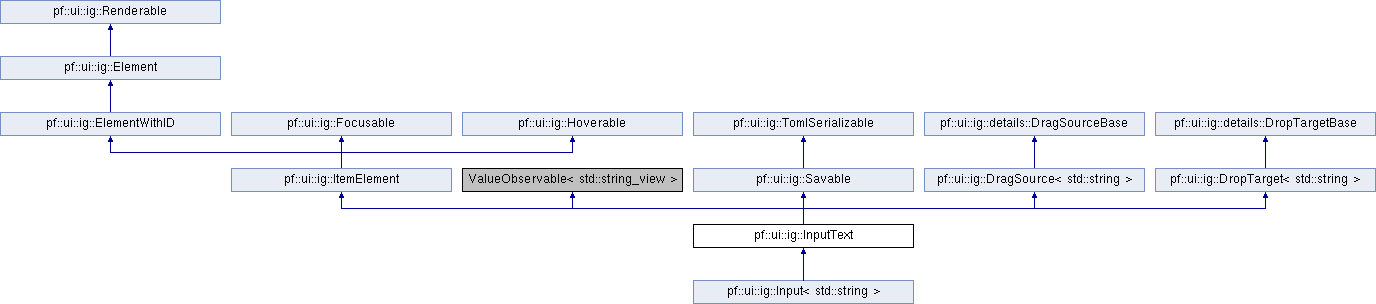 pf::ui::ig::Renderable
pf::ui::ig::Element
pf::ui::ig::ElementWithID
pf::ui::ig::Focusable
pf::ui::ig::Hoverable
pf::ui::ig::TomlSerializable
pf::ui::ig::details::DragSourceBase
pf::ui::ig::details::DropTargetBase
pf::ui::ig::ItemElement
ValueObservable< std::string_view >
pf::ui::ig::Savable
pf::ui::ig::DragSource< std::string >
pf::ui::ig::DropTarget< std::string >
pf::ui::ig::InputText
pf::ui::ig::Input< std::string >